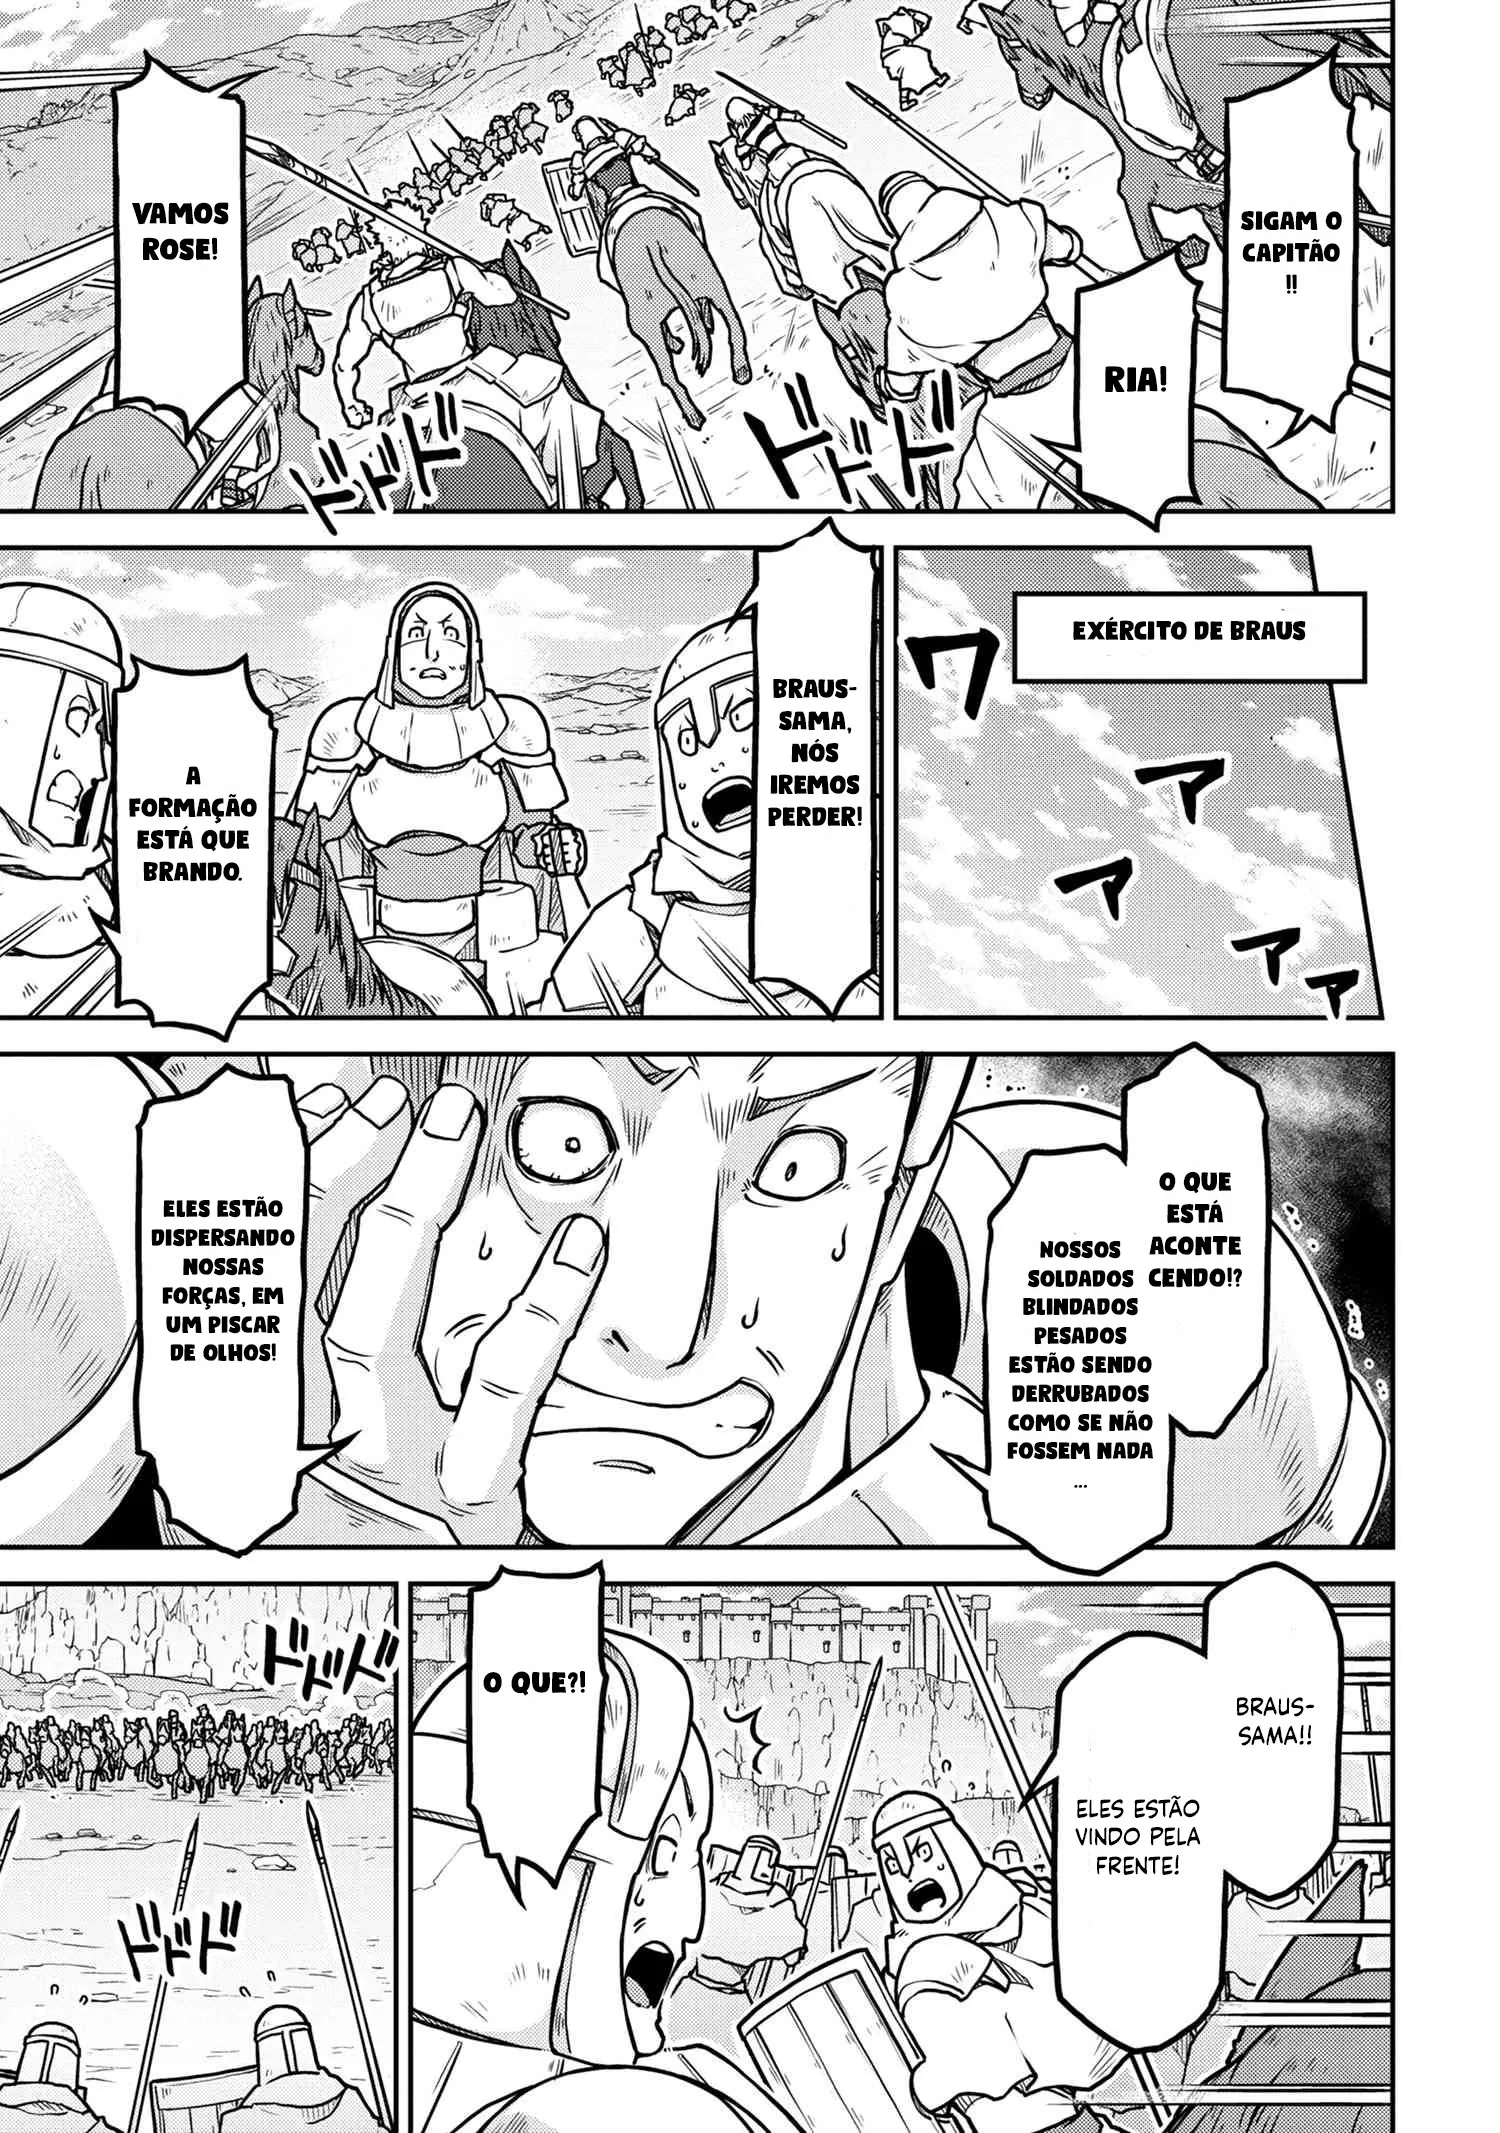 SIGAM O
CAPITÃO
!!
RIA!
VAMOS
ROSE!
ドドド
ドドド
EXÉRCITO DE BRAUS
ワ
ァ
ァ
ァ
ァ
BRAUS-
SAMA,
NÓS
IREMOS
PERDER!
A
FORMAÇÃO
ESTÁ QUE
BRANDO.
O QUE
ESTÁ
ACONTE
CENDO!?
NOSSOS
SOLDADOS
BLINDADOS
PESADOS
ESTÃO SENDO
DERRUBADOS
COMO SE NÃO
FOSSEM NADA
...
ELES ESTÃO
DISPERSANDO
NOSSAS
FORÇAS, EM
UM PISCAR
DE OLHOS!
BRAUS-
SAMA!!
ELES ESTÃO
VINDO PELA
FRENTE!
O QUE?!
ドドド
ドドド